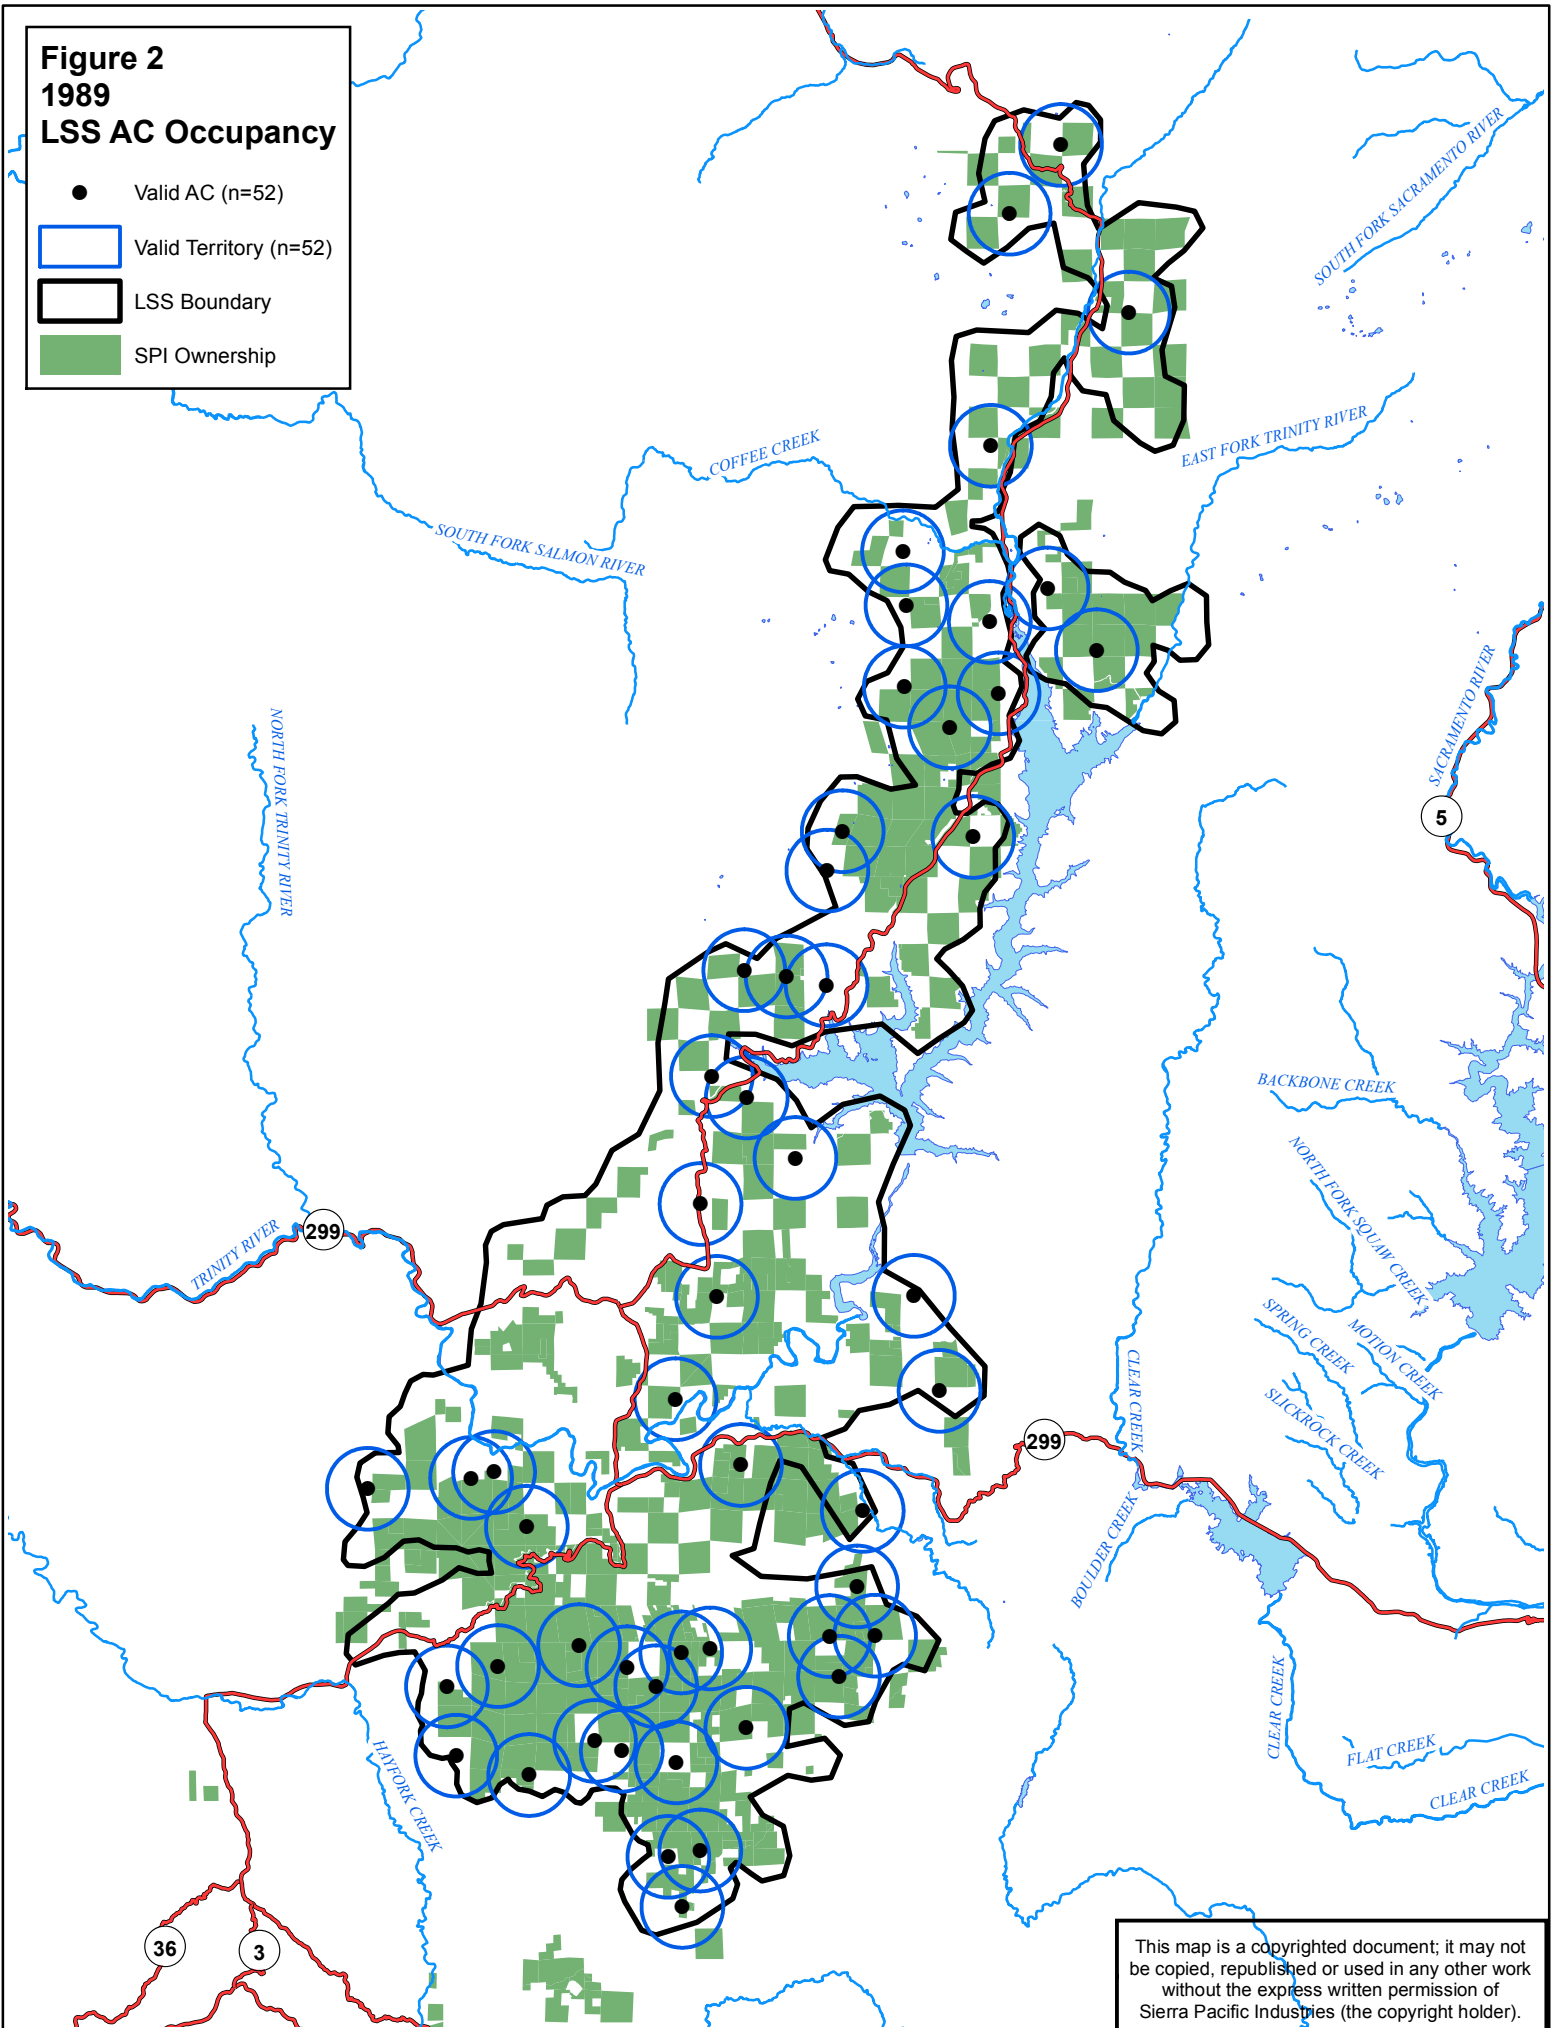 Figure 2
1989
LSS AC Occupancy
Valid AC (n=52)
Valid Territory (n=52)
LSS Boundary
SPI Ownership
SOUTH FORK SACRAMENTO RIVER
EAST FORK TRINITY RIVER
COFFEE CREEK
SOUTH FORK SALMON RIVER
SACRAMENTO RIVER
NORTH FORK TRINITY RIVER
5
BACKBONE CREEK
NORTH FORK SQUAW CREEK
TRINITY RIVER
299
SPRING CREEK
MOTION CREEK
CLEAR CREEK
SLICKROCK CREEK
299
BOULDER CREEK
CLEAR CREEK
FLAT CREEK
HAYFORK CREEK
CLEAR CREEK
36
3
This map is a copyrighted document; it may not
be copied, republished or used in any other work
without the express written permission of
Sierra Pacific Industries (the copyright holder).